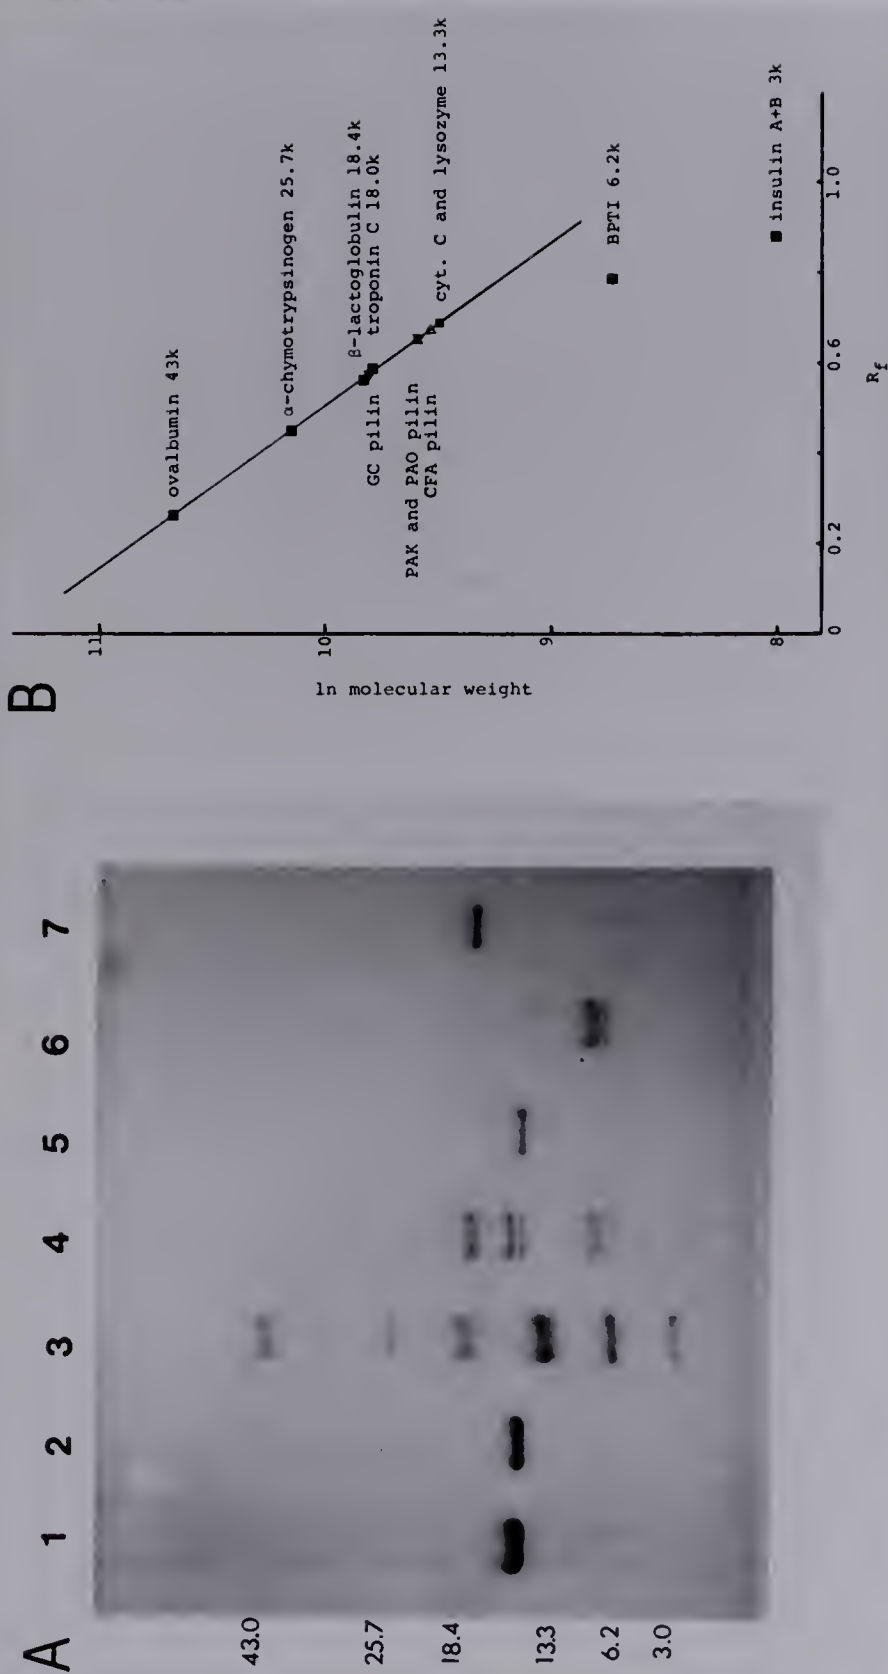 A
1 2 3 4 5 6 7
43.0
25.7
18.4
13.3
6.2
3.0
B
ln molecular weight
11
10
9
8
ovalbumin 43k
α-chymotrypsinogen 25.7k
β-lactoglobulin 18.4k
troponin C 18.0k
GC pilin
PAK and PAO pilin
CFA pilin
cyt. C and lysozyme 13.3k
BPTI 6.2k
insulin A+B 3k
0 0.2 0.6 1.0
Rf